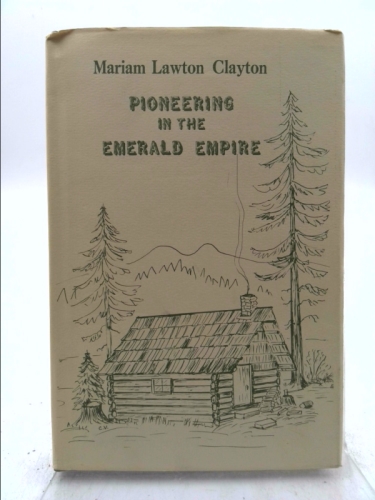 Mariam Lawton Clayton
PIONEERING
IN THE
EMERALD EMPIRE